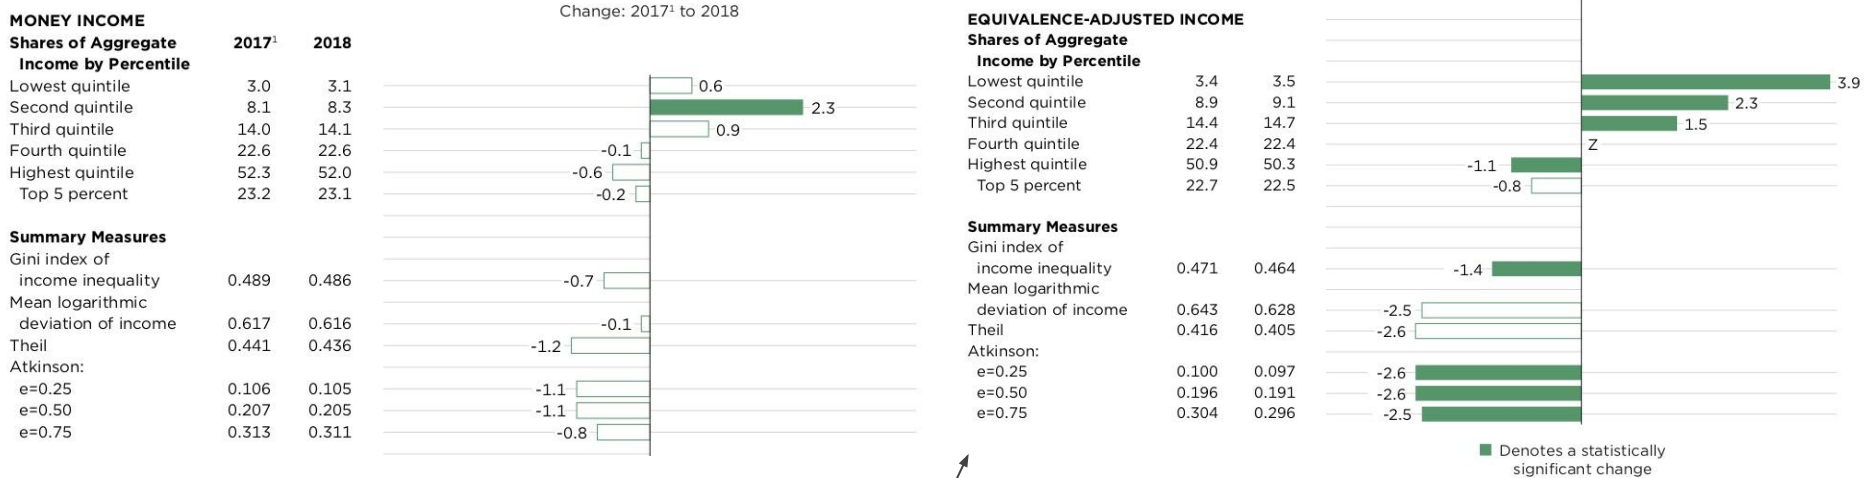 Change: 2017¹ to 2018
MONEY INCOME
Shares of Aggregate 2017¹ 2018
Income by Percentile
Lowest quintile 3.0 3.1 0.6
Second quintile 8.1 8.3 2.3
Third quintile 14.0 14.1 0.9
Fourth quintile 22.6 22.6 -0.1
Highest quintile 52.3 52.0 -0.6
Top 5 percent 23.2 23.1 -0.2
Summary Measures
Gini index of
income inequality 0.489 0.486 -0.7
Mean logarithmic
deviation of income 0.617 0.616 -0.1
Theil 0.441 0.436 -1.2
Atkinson:
e=0.25 0.106 0.105 -1.1
e=0.50 0.207 0.205 -1.1
e=0.75 0.313 0.311 -0.8
EQUIVALENCE-ADJUSTED INCOME
Shares of Aggregate
Income by Percentile
Lowest quintile 3.4 3.5 3.9
Second quintile 8.9 9.1 2.3
Third quintile 14.4 14.7 1.5
Fourth quintile 22.4 22.4 Z
Highest quintile 50.9 50.3 -1.1
Top 5 percent 22.7 22.5 -0.8
Summary Measures
Gini index of
income inequality 0.471 0.464 -1.4
Mean logarithmic
deviation of income 0.643 0.628 -2.5
Theil 0.416 0.405 -2.6
Atkinson:
e=0.25 0.100 0.097 -2.6
e=0.50 0.196 0.191 -2.6
e=0.75 0.304 0.296 -2.5
Denotes a statistically
significant change